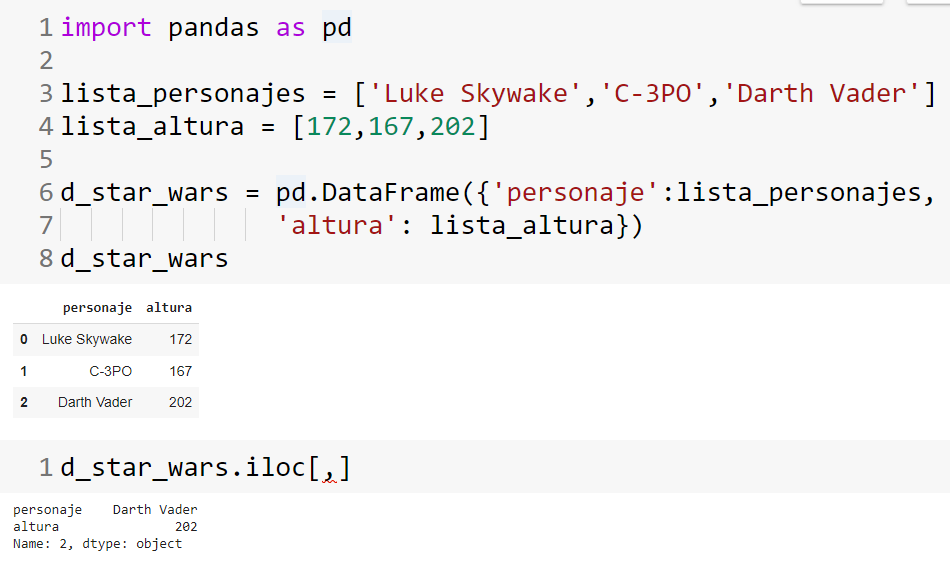 1 import pandas as pd
2
3 lista_personajes = ['Luke Skywake','C-3PO','Darth Vader']
4 lista_altura = [172,167,202]
5
6 d_star_wars = pd.DataFrame({'personaje':lista_personajes,
7 'altura': lista_altura})
8 d_star_wars
personaje altura
0 Luke Skywake 172
1 C-3PO 167
2 Darth Vader 202
1 d_star_wars.iloc[,]
personaje Darth Vader
altura 202
Name: 2, dtype: object